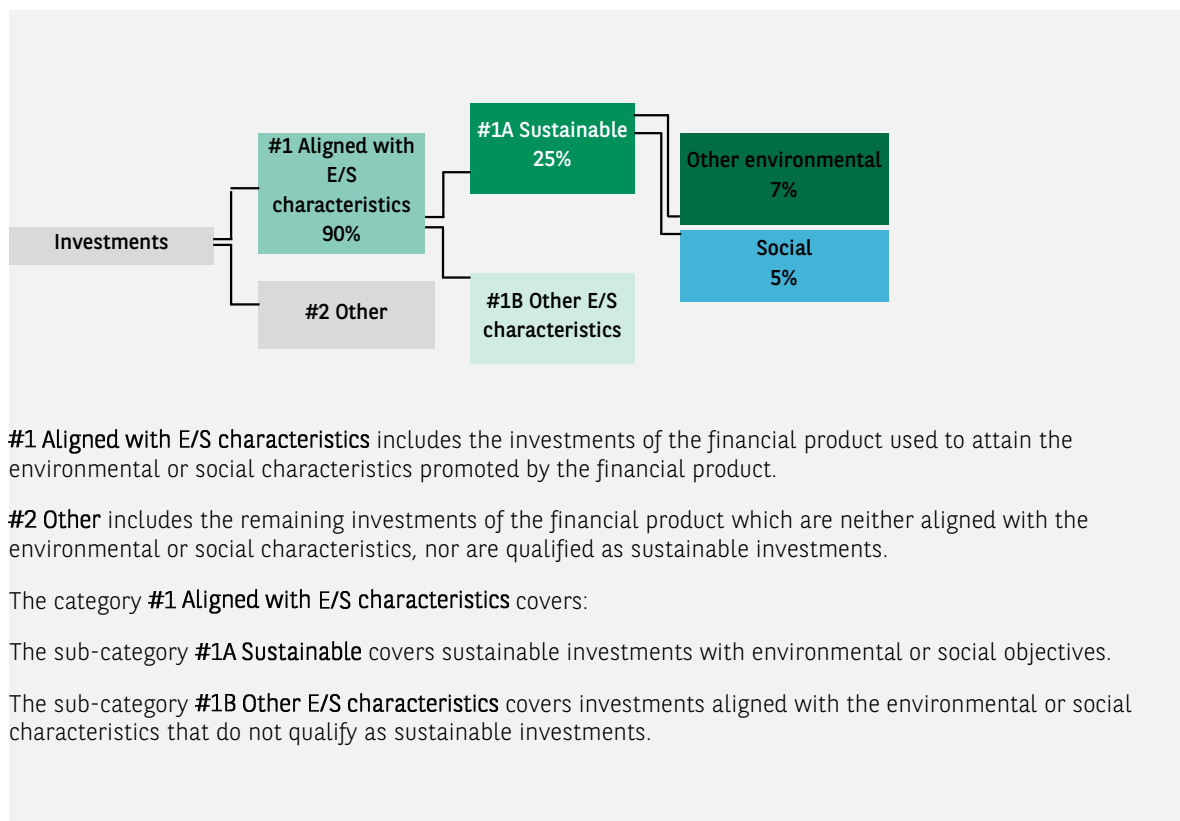 #1A Sustainable
25%
#1 Aligned with
E/S
characteristics
90%
Other environmental
7%
Investments
Social
5%
#2 Other
#1B Other E/S
characteristics
#1 Aligned with E/S characteristics includes the investments of the financial product used to attain the
environmental or social characteristics promoted by the financial product.
#2 Other includes the remaining investments of the financial product which are neither aligned with the
environmental or social characteristics, nor are qualified as sustainable investments.
The category #1 Aligned with E/S characteristics covers:
The sub-category #1A Sustainable covers sustainable investments with environmental or social objectives.
The sub-category #1B Other E/S characteristics covers investments aligned with the environmental or social
characteristics that do not qualify as sustainable investments.